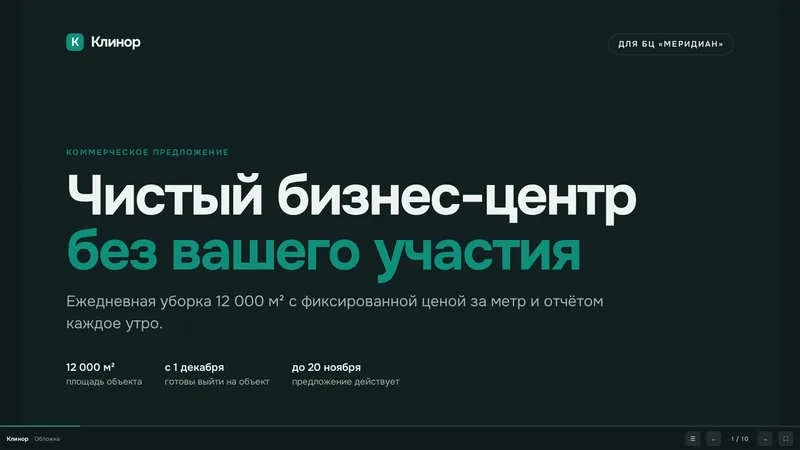 К Клинор
ДЛЯ БЦ «МЕРИДИАН»
КОММЕРЧЕСКОЕ ПРЕДЛОЖЕНИЕ
Чистый бизнес-центр
без вашего участия
Ежедневная уборка 12 000 м² с фиксированной ценой за метр и отчётом
каждое утро.
12 000 м²
площадь объекта
с 1 декабря
готовы выйти на объект
до 20 ноября
предложение действует
Клинор Обложка
1 / 10